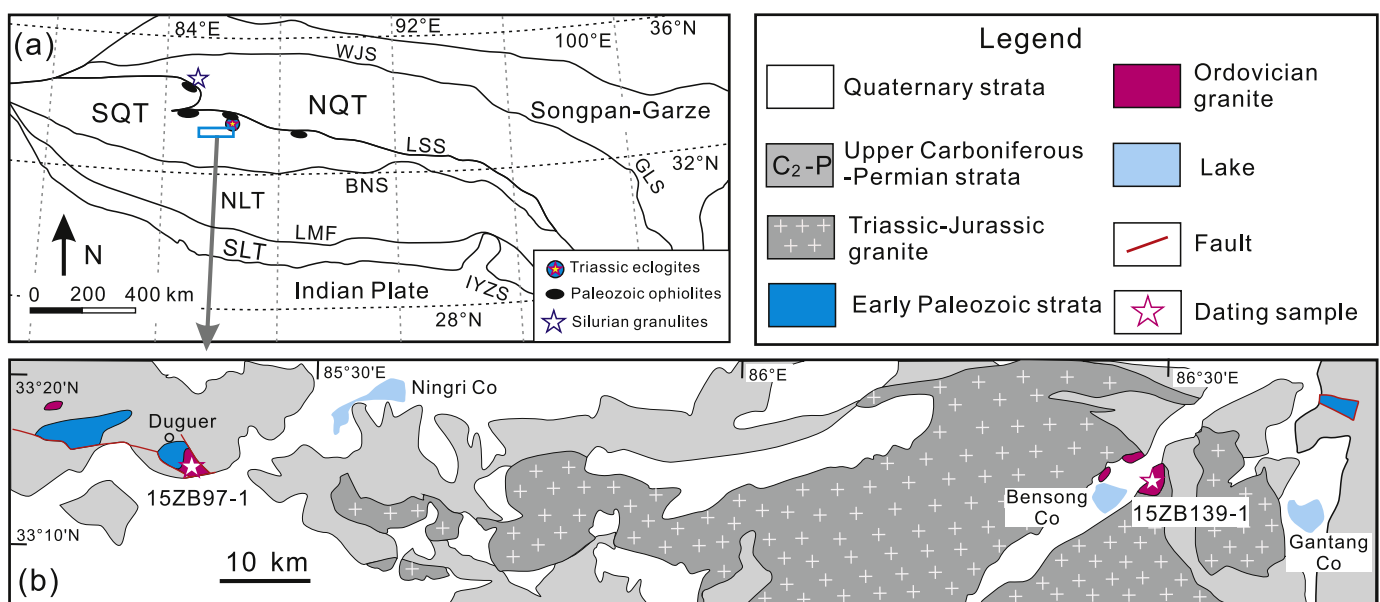 (a)
84°E
92°E
100°E
36°N
WJS
SQT
NQT
Songpan-Garze
LSS
32°N
GLS
BNS
NLT
LMF
SLT
N
IYZS
Indian Plate
0 200 400 km
28°N
Triassic eclogites
Paleozoic ophiolites
Silurian granulites
Legend
Quaternary strata
Ordovician
granite
C₂-P
Upper Carboniferous
-Permian strata
Lake
Triassic-Jurassic
granite
Fault
Early Paleozoic strata
Dating sample
33°20'N
85°30'E
Ningri Co
86°E
86°30'E
Duguer
15ZB97-1
Bensong
Co
15ZB139-1
33°10'N
Gantang
Co
10 km
(b)